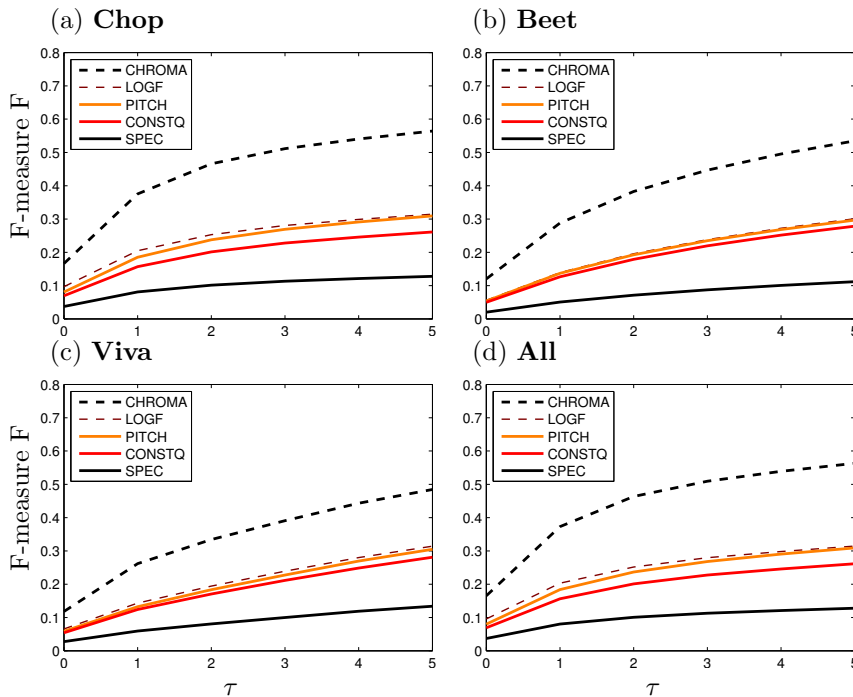 (a) Chop
F-measure F
0.8
0.7
0.6
0.5
0.4
0.3
0.2
0.1
0
0 1 2 3 4 5
CHROMA
LOGF
PITCH
CONSTQ
SPEC
(b) Beet
0.8
0.7
0.6
0.5
0.4
0.3
0.2
0.1
0
0 1 2 3 4 5
CHROMA
LOGF
PITCH
CONSTQ
SPEC
(c) Viva
F-measure F
0.8
0.7
0.6
0.5
0.4
0.3
0.2
0.1
0
0 1 2 3 4 5
τ
CHROMA
LOGF
PITCH
CONSTQ
SPEC
(d) All
0.8
0.7
0.6
0.5
0.4
0.3
0.2
0.1
0
0 1 2 3 4 5
τ
CHROMA
LOGF
PITCH
CONSTQ
SPEC